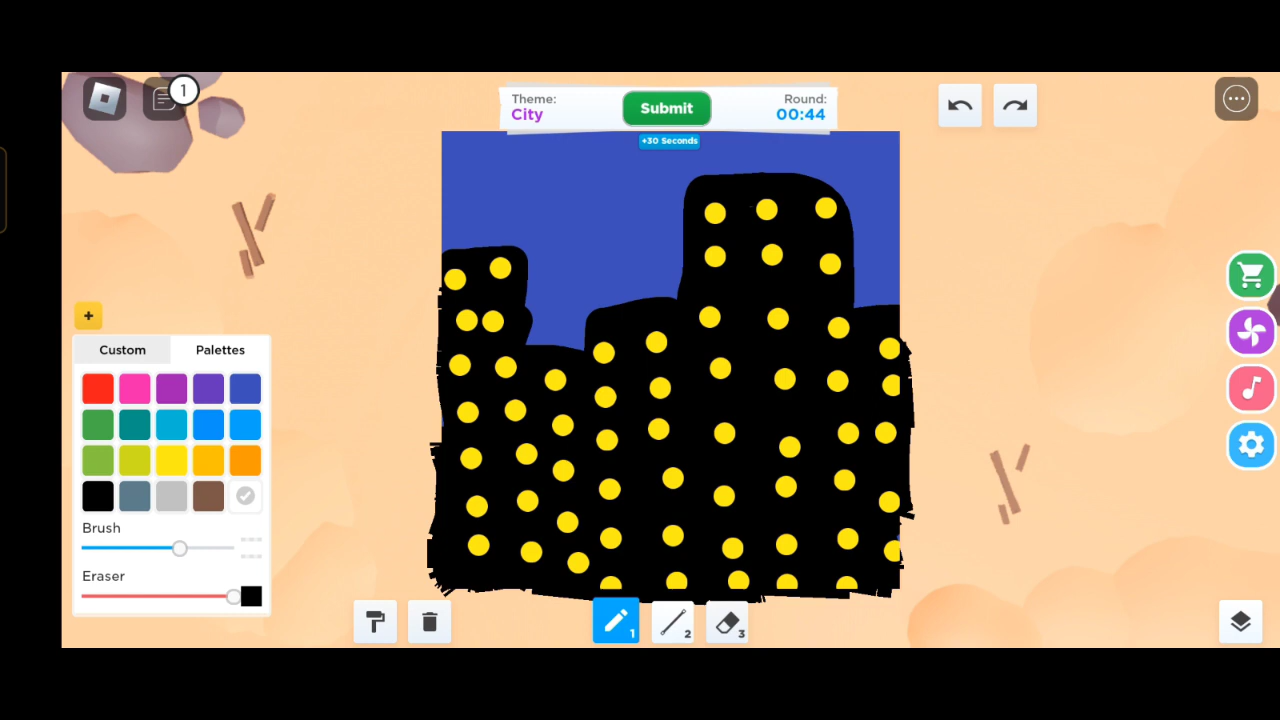 1
Theme:
City
Submit
Round:
00:44
+30 Seconds
+
Custom
Palettes
Brush
Eraser
1
2
3